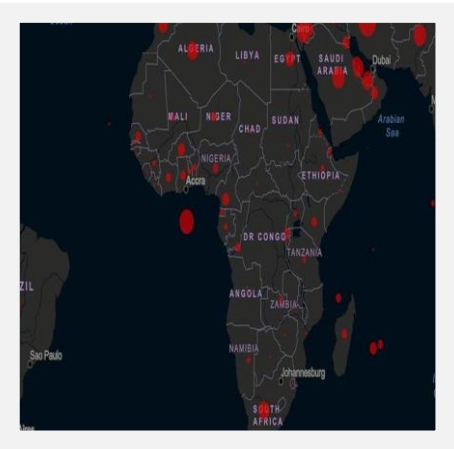 Cairo
ALGERIA
LIBYA
EGYPT
SAUDI
ARABIA
Dubai
Arabian
Sea
MALI
NIGER
CHAD
SUDAN
NIGERIA
Accra
ETHIOPIA
DR CONGO
TANZANIA
ZIL
ANGOLA
ZAMBIA
Sao Paulo
NAMIBIA
Johannesburg
SOUTH
AFRICA